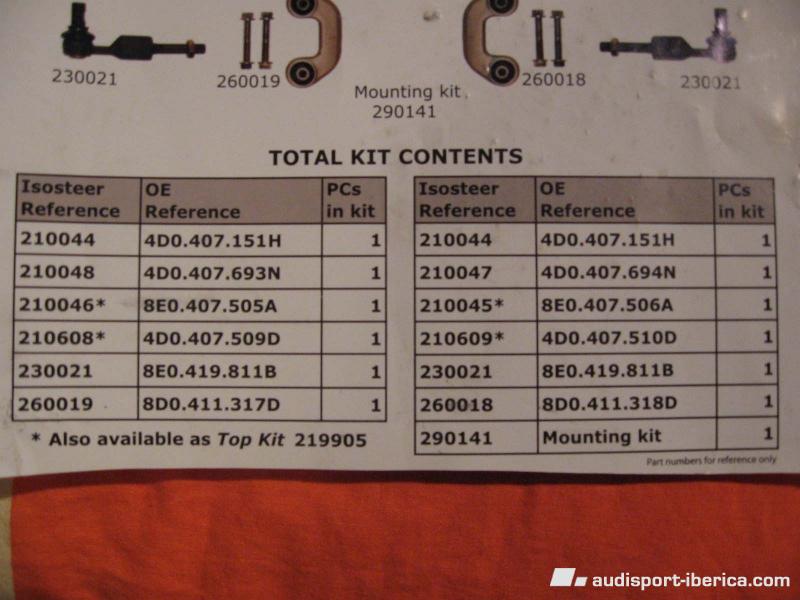 230021
260019
Mounting kit
290141
260018
230021
TOTAL KIT CONTENTS
Isosteer Reference OE Reference PCs in kit
210044 4D0.407.151H 1
210048 4D0.407.693N 1
210046* 8E0.407.505A 1
210608* 4D0.407.509D 1
230021 8E0.419.811B 1
260019 8D0.411.317D 1
* Also available as Top Kit 219905
Isosteer Reference OE Reference PCs in kit
210044 4D0.407.151H 1
210047 4D0.407.694N 1
210045* 8E0.407.506A 1
210609* 4D0.407.510D 1
230021 8E0.419.811B 1
260018 8D0.411.318D 1
290141 Mounting kit 1
Part numbers for reference only
audisport-iberica.com